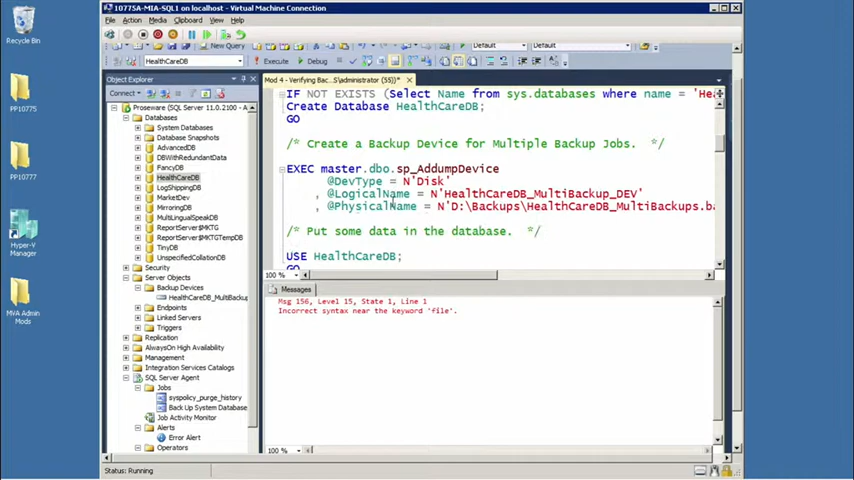 10775A-MIA-SQL1 on localhost - Virtual Machine Connection
File Action Media Clipboard View Help
Recycle Bin
PP10775
PP10777
Hyper-V
Manager
MVA Admin
Mods
New Query
Default
Default
HealthCareDB
Execute Debug
Object Explorer
Connect
Proseware (SQL Server 11.0.2100 -
Databases
System Databases
Database Snapshots
AdvancedDB
DBWithRedundantData
FancyDB
HealthCareDB
LogShippingDB
MarketDev
MirroringDB
MultiLingualSpeakDB
ReportServer$MKTG
ReportServer$MKTGTempDB
TinyDB
UnspecifiedCollationDB
Security
Server Objects
Backup Devices
HealthCareDB_MultiBackup
Endpoints
Linked Servers
Triggers
Replication
AlwaysOn High Availability
Management
Integration Services Catalogs
SQL Server Agent
Jobs
syspolicy_purge_history
Back Up System Database
Job Activity Monitor
Alerts
Error Alert
Operators
Mod 4 - Verifying Bac...S\administrator (55))*
IF NOT EXISTS (Select Name from sys.databases where name = 'Hea
Create Database HealthCareDB;
GO
/* Create a Backup Device for Multiple Backup Jobs. */
EXEC master.dbo.sp_AddumpDevice
@DevType = N'Disk'
, @LogicalName = N'HealthCareDB_MultiBackup_DEV'
, @PhysicalName = N'D:\Backups\HealthCareDB_MultiBackups.ba
/* Put some data in the database. */
USE HealthCareDB;
GO
100 %
Messages
Msg 156, Level 15, State 1, Line 1
Incorrect syntax near the keyword 'file'.
100 %
Status: Running